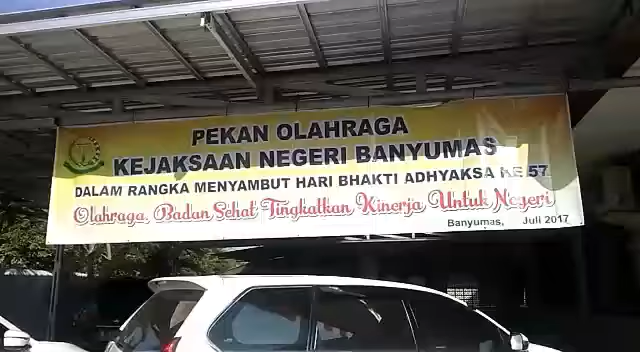 PEKAN OLAHRAGA
KEJAKSAAN NEGERI BANYUMAS
DALAM RANGKA MENYAMBUT HARI BHAKTI ADHYAKSA KE 57
Olahraga, Badan Sehat Tingkatkan Kinerja Untuk Negeri
Banyumas, Juli 2017